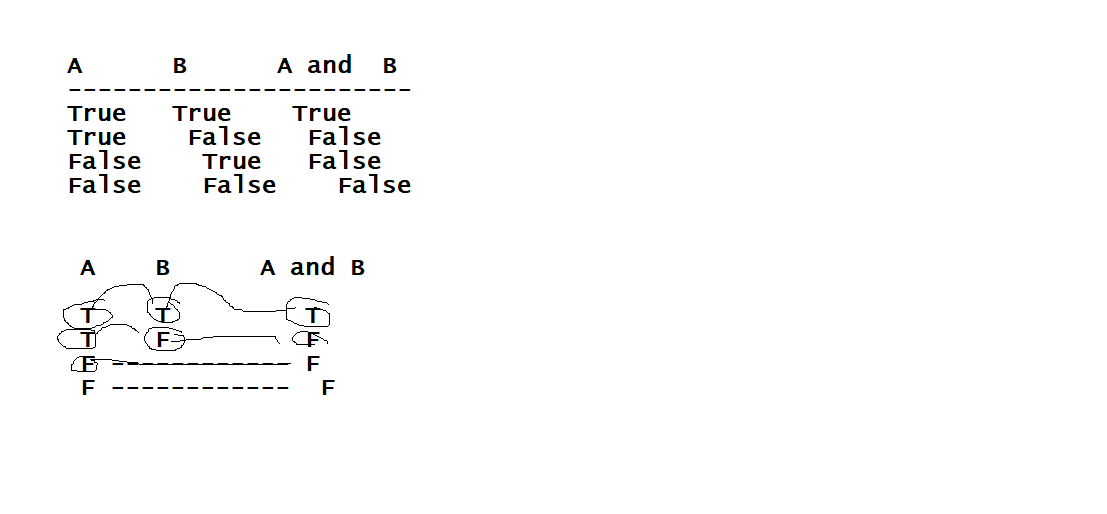 A B A and B
-----------------------
True True True
True False False
False True False
False False False
A B A and B
T T T
T F F
F ------------ F
F ------------ F